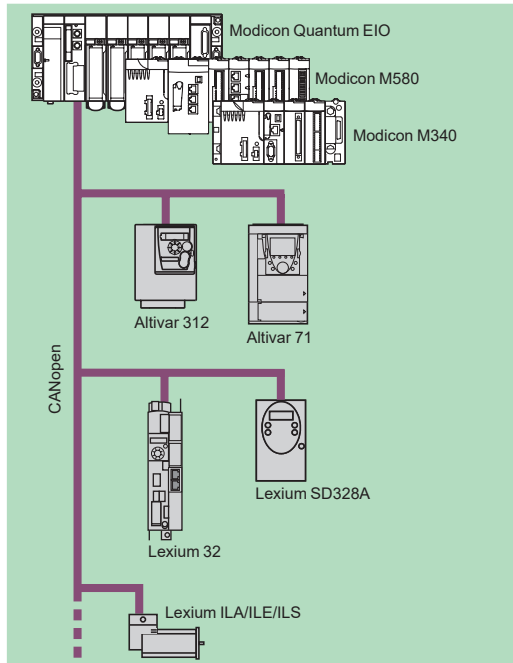 Modicon Quantum EIO
Modicon M580
Modicon M340
Altivar 312
Altivar 71
CANopen
Lexium SD328A
Lexium 32
Lexium ILA/ILE/ILS